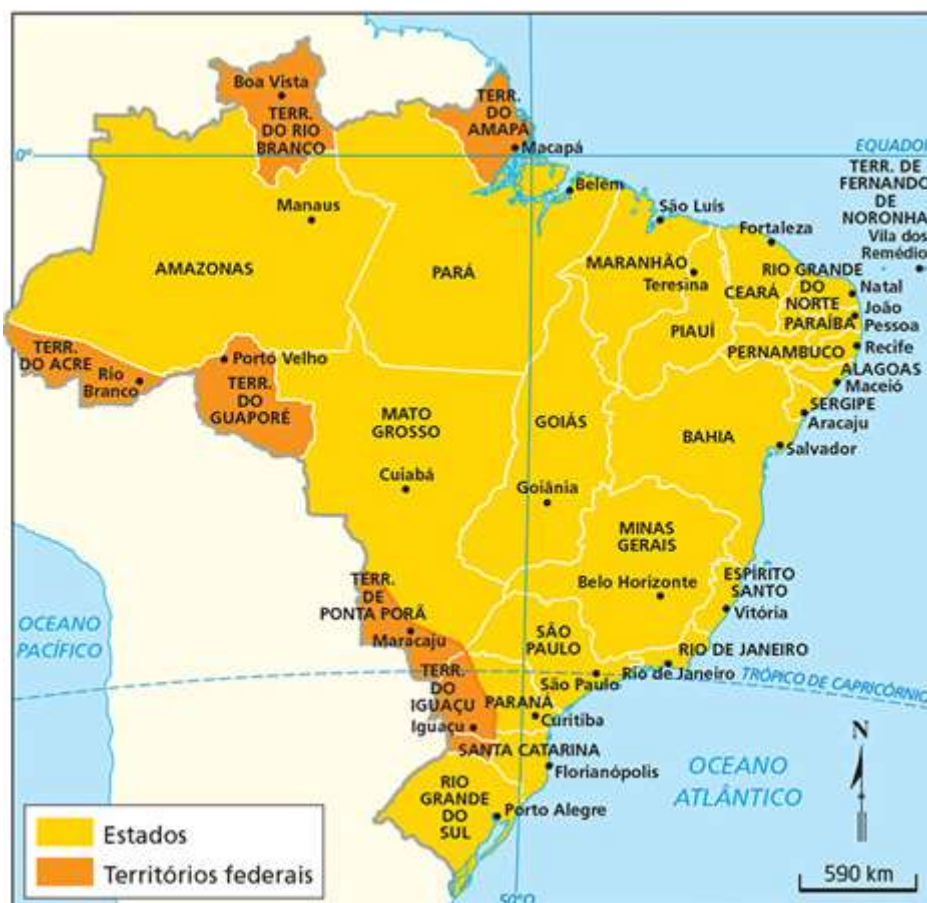 Boa Vista
TERR.
DO RIO
BRANCO
TERR.
DO
AMAPÁ
Macapá
0°
EQUADOR
TERR. DE
FERNANDO
DE
NORONHA
Vila dos
Remédio
Belém
Manaus
São Luís
Fortaleza
AMAZONAS
PARÁ
MARANHÃO
Teresina
CEARÁ
RIO GRANDE
DO
NORTE
Natal
PARAÍBA
João
Pessoa
PIAUÍ
PERNAMBUCO
Recife
TERR.
DO ACRE
Rio
Branco
Porto Velho
TERR.
DO
GUAPORÉ
ALAGOAS
Maceió
SERGIPE
Aracaju
MATO
GROSSO
GOIÁS
BAHIA
Salvador
Cuiabá
Goiânia
MINAS
GERAIS
Belo Horizonte
ESPÍRITO
SANTO
Vitória
TERR.
DE
PONTA PORÃ
Maracaju
OCEANO
PACÍFICO
SÃO
PAULO
RIO DE JANEIRO
Rio de Janeiro
São Paulo
TRÓPICO DE CAPRICÓRNIO
TERR.
DO
IGUAÇU
Iguaçu
PARANÁ
Curitiba
SANTA CATARINA
Florianópolis
RIO
GRANDE
DO
SUL
Porto Alegre
OCEANO
ATLÂNTICO
N
Estados
Territórios federais
590 km
50°O